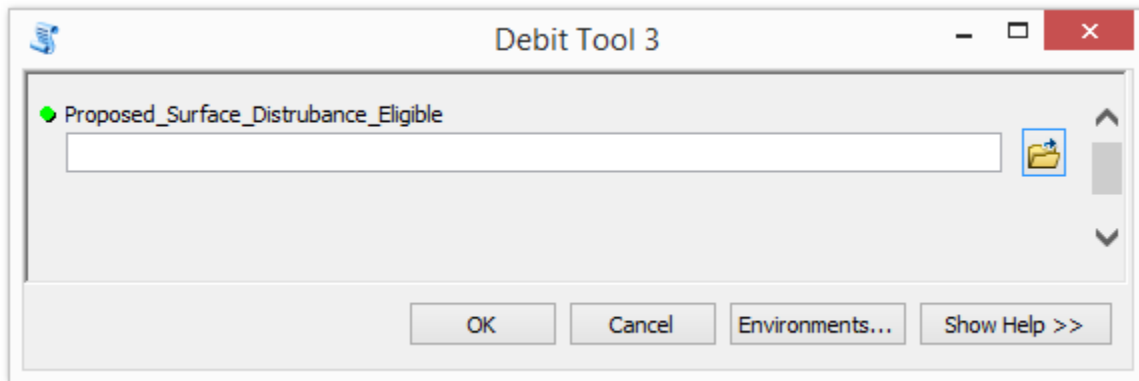 Debit Tool 3
Proposed_Surface_Distrubance_Eligible
OK Cancel Environments... Show Help >>